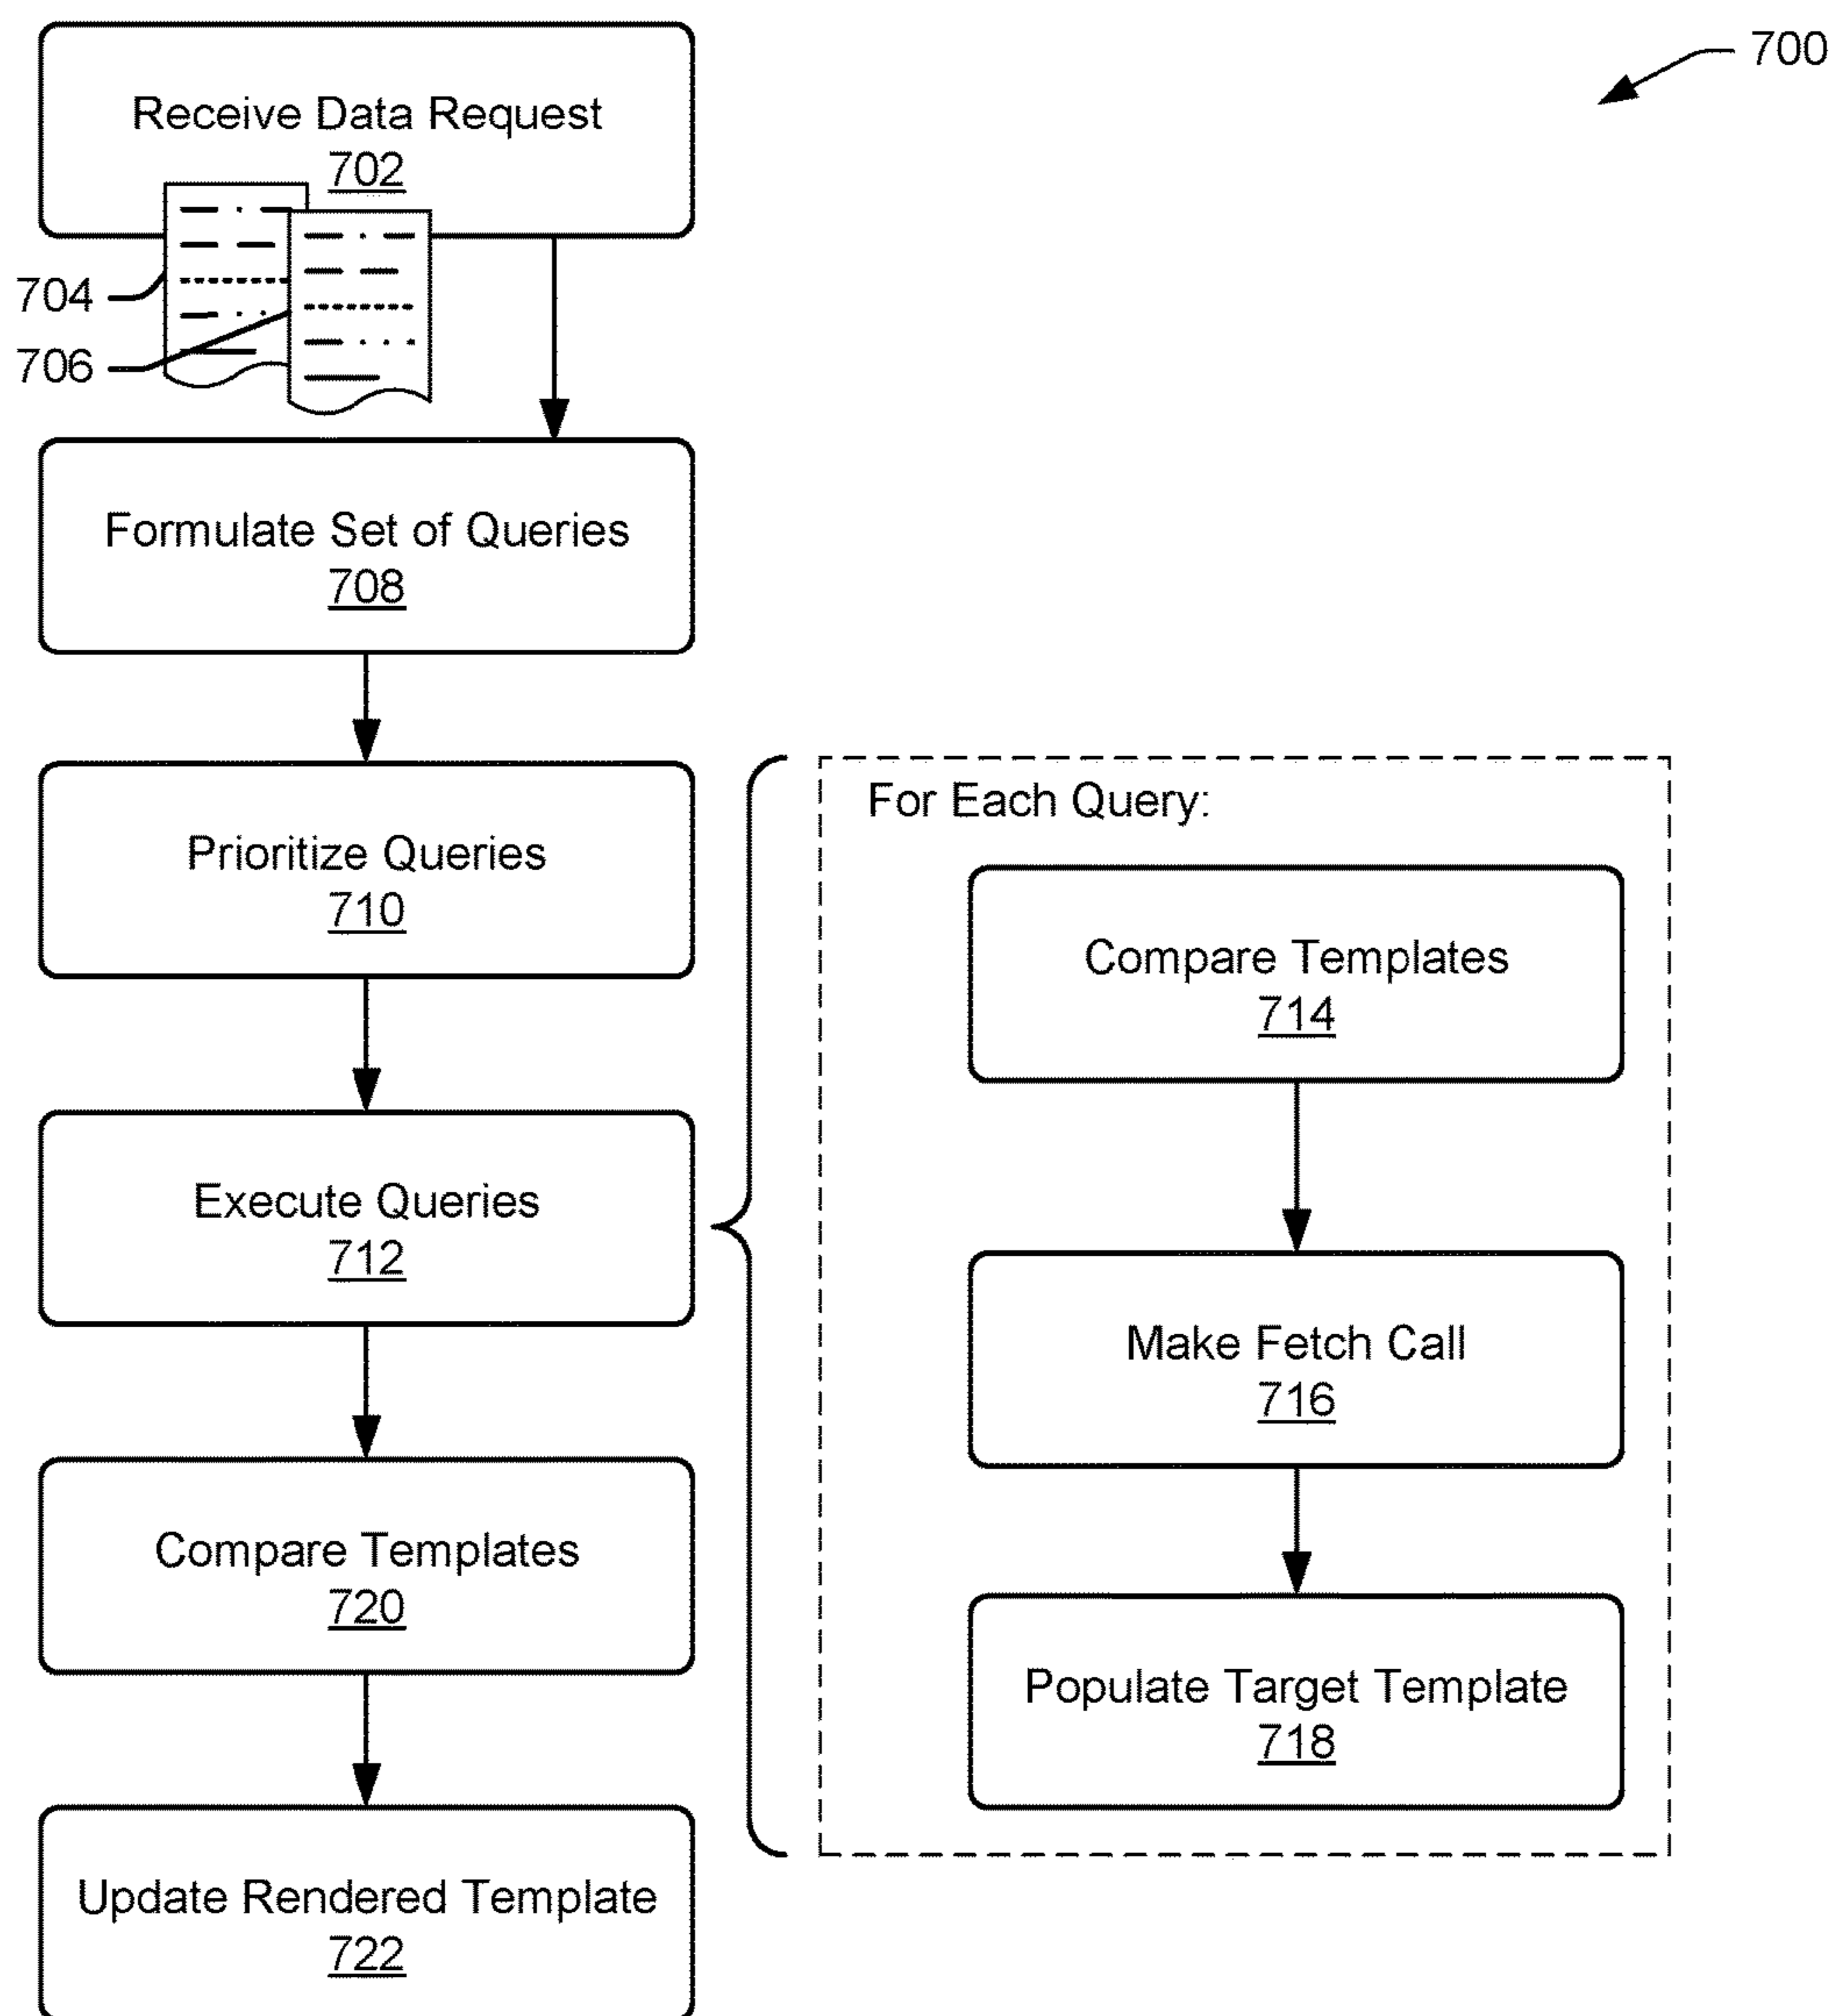 700
Receive Data Request
702
704
706
Formulate Set of Queries
708
Prioritize Queries
710
Execute Queries
712
For Each Query:
Compare Templates
714
Make Fetch Call
716
Populate Target Template
718
Compare Templates
720
Update Rendered Template
722